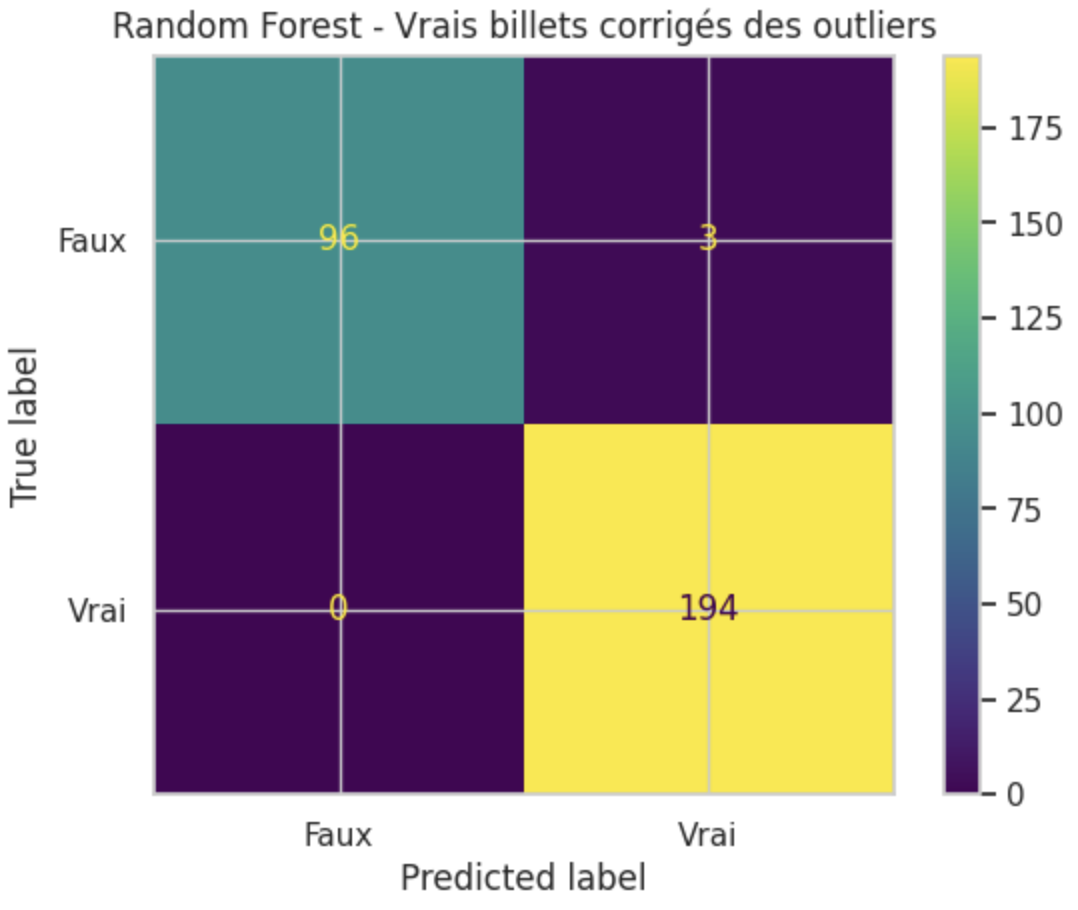 Random Forest - Vrais billets corrigés des outliers
True label
Faux
96
3
Vrai
0
194
Faux
Vrai
Predicted label
175
150
125
100
75
50
25
0